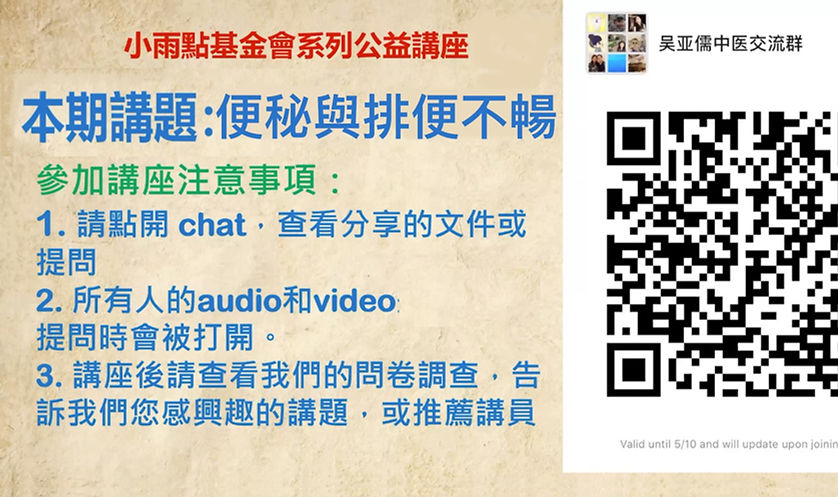 小雨點基金會系列公益講座
本期講題:便秘與排便不暢
參加講座注意事項：
1. 請點開 chat，查看分享的文件或
提問
2. 所有人的audio和video
提問時會被打開。
3. 講座後請查看我們的問卷調查，告
訴我們您感興趣的講題，或推薦講員
吴亚儒中医交流群
Valid until 5/10 and will update upon joinin